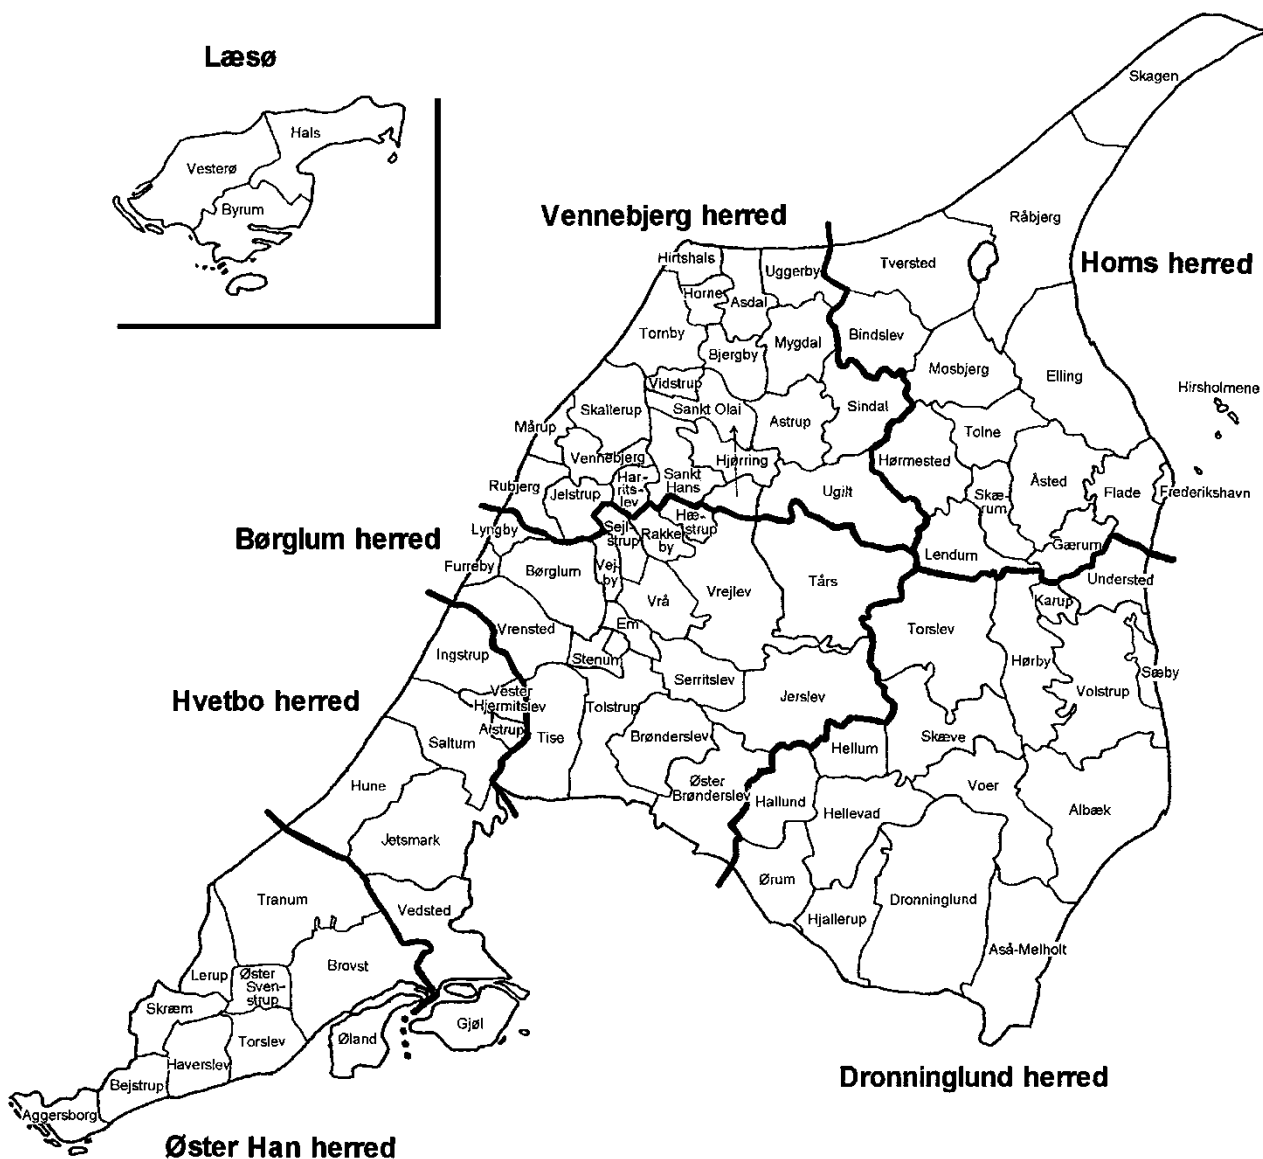 Læsø
Skagen
Hals
Vesterø
Byrum
Vennebjerg herred
Råbjerg
Horns herred
Hirtshals
Uggerby
Tversted
Horne
Asdal
Tornby
Mygdal
Bindslev
Bjergby
Mosbjerg
Elling
Vidstrup
Hirsholmene
Skallerup
Sankt Olai
Astrup
Sindal
Mårup
Tolne
Vennebjerg
Hjørring
Hørmested
Rubjerg
Jelstrup
Har-
rits-
lev
Sankt
Hans
Ugilt
Skæ-
rum
Åsted
Flade
Frederikshavn
Børglum herred
Lyngby
Sejl-
strup
Rakke-
by
Hæ-
strup
Lendum
Gærum
Furreby
Børglum
Vej-
by
Vrå
Vrejlev
Tårs
Understed
Karup
Vrensted
Em
Torslev
Ingstrup
Stenum
Hørby
Sæby
Serritslev
Volstrup
Hvetbo herred
Vester
Hjermitslev
Tolstrup
Jerslev
Alstrup
Saltum
Tise
Brønderslev
Hellum
Skæve
Hune
Øster
Brønderslev
Hallund
Voer
Albæk
Hellevad
Jetsmark
Ørum
Tranum
Vedsted
Dronninglund
Hjallerup
Aså-Melholt
Lerup
Øster
Sven-
strup
Brovst
Skræm
Gjøl
Torslev
Øland
Haverslev
Bejstrup
Dronninglund herred
Aggersborg
Øster Han herred